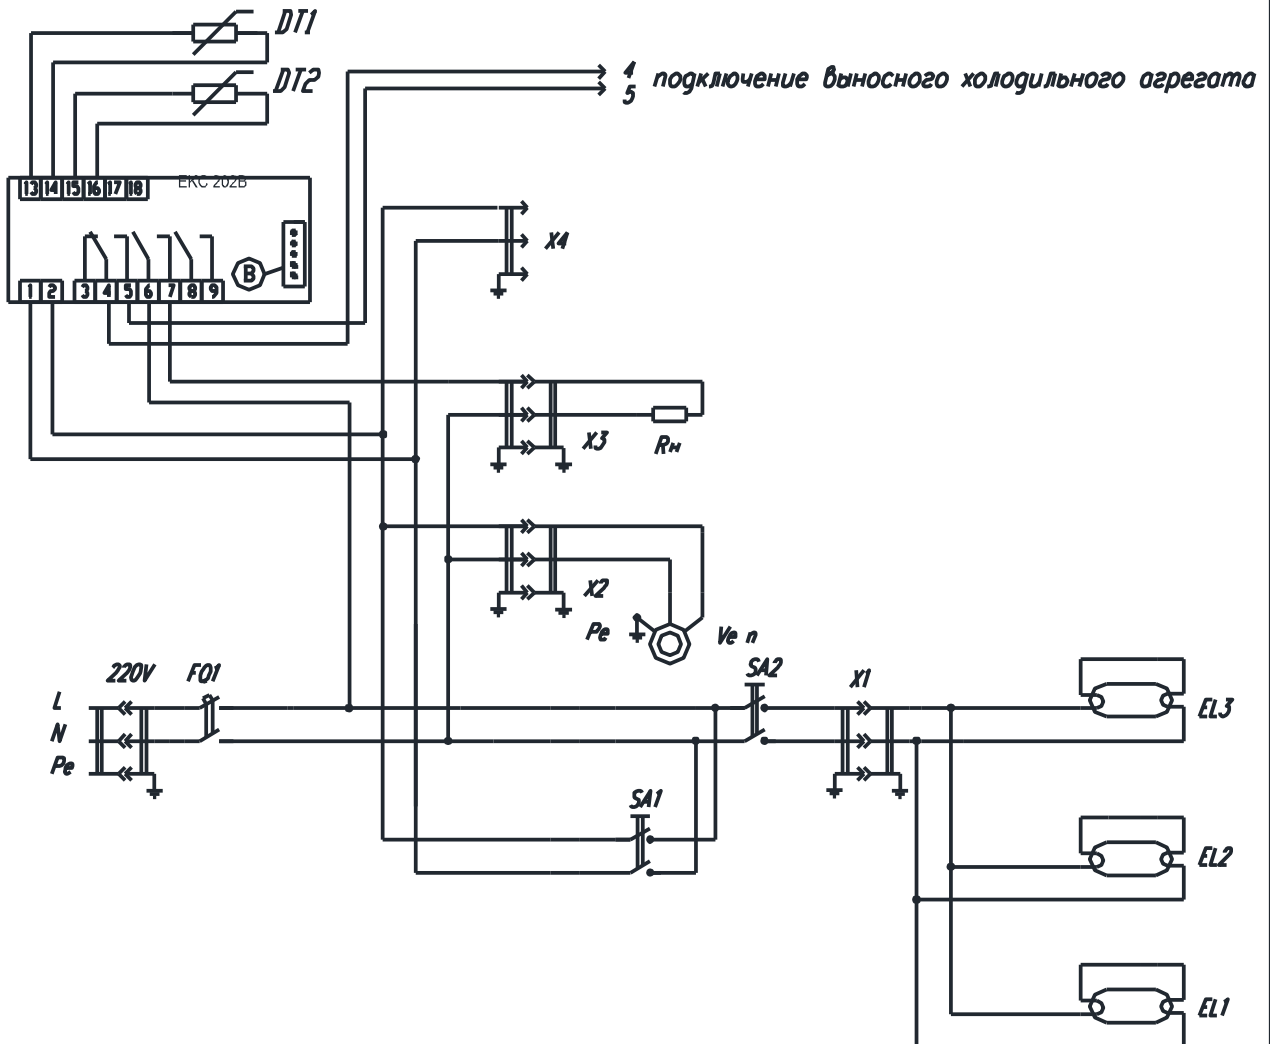 DT1
DT2
4
подключение выносного холодильного агрегата
5
EKC 202B
13 14 15 16 17 18
X4
B
1 2 3 4 5 6 7 8 9
X3
Rн
X2
Pe
Ve n
220V
FQ1
SA2
X1
L
EL3
N
Pe
SA1
EL2
EL1